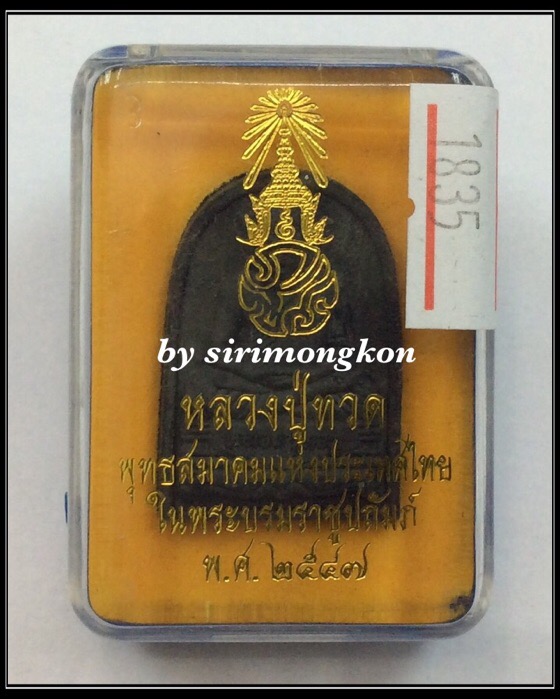 1835
by sirimongkon
หลวงปู่ทวด
พุทธสมาคมแห่งประเทศไทย
ในพระบรมราชูปถัมภ์
พ.ศ.๒๕๔๗